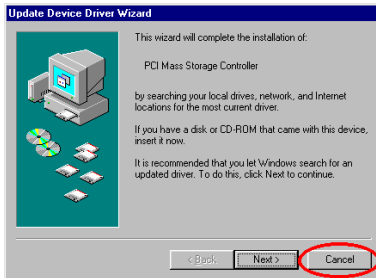 Update Device Driver Wizard
This wizard will complete the installation of:
PCI Mass Storage Controller
by searching your local drives, network, and Internet
locations for the most current driver.
If you have a disk or CD-ROM that came with this device,
insert it now.
It is recommended that you let Windows search for an
updated driver. To do this, click Next to continue.
< Back
Next >
Cancel